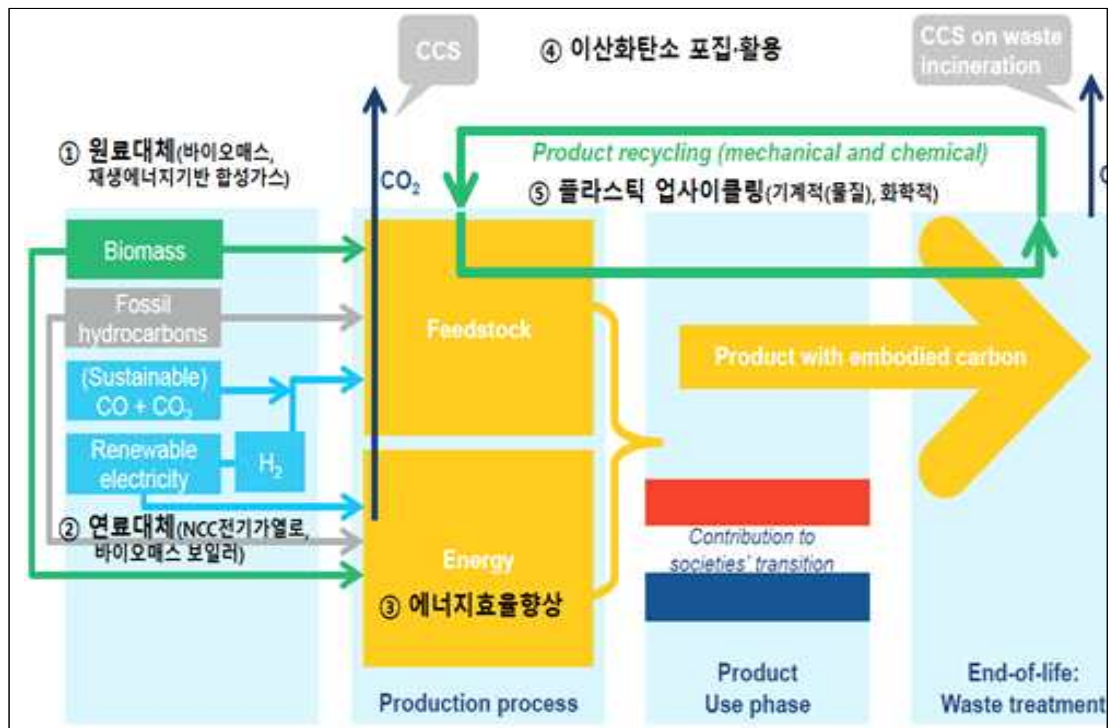 CCS
④ 이산화탄소 포집·활용
CCS on waste
incineration
① 원료대체(바이오매스,
재생에너지기반 합성가스)
CO₂
Product recycling (mechanical and chemical)
⑤ 플라스틱 업사이클링(기계적(물질), 화학적)
Biomass
Fossil
hydrocarbons
(Sustainable)
CO + CO₂
Renewable
electricity
H₂
Feedstock
Product with embodied carbon
② 연료대체(NCC전기가열로,
바이오매스 보일러)
Energy
③ 에너지효율향상
Contribution to
societies' transition
Production process
Product
Use phase
End-of-life:
Waste treatment